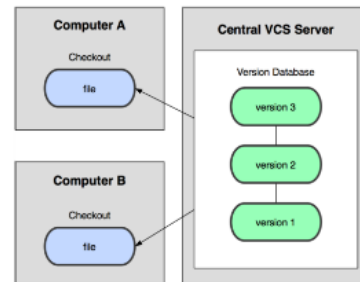 Computer A
Checkout
file
Computer B
Checkout
file
Central VCS Server
Version Database
version 3
version 2
version 1